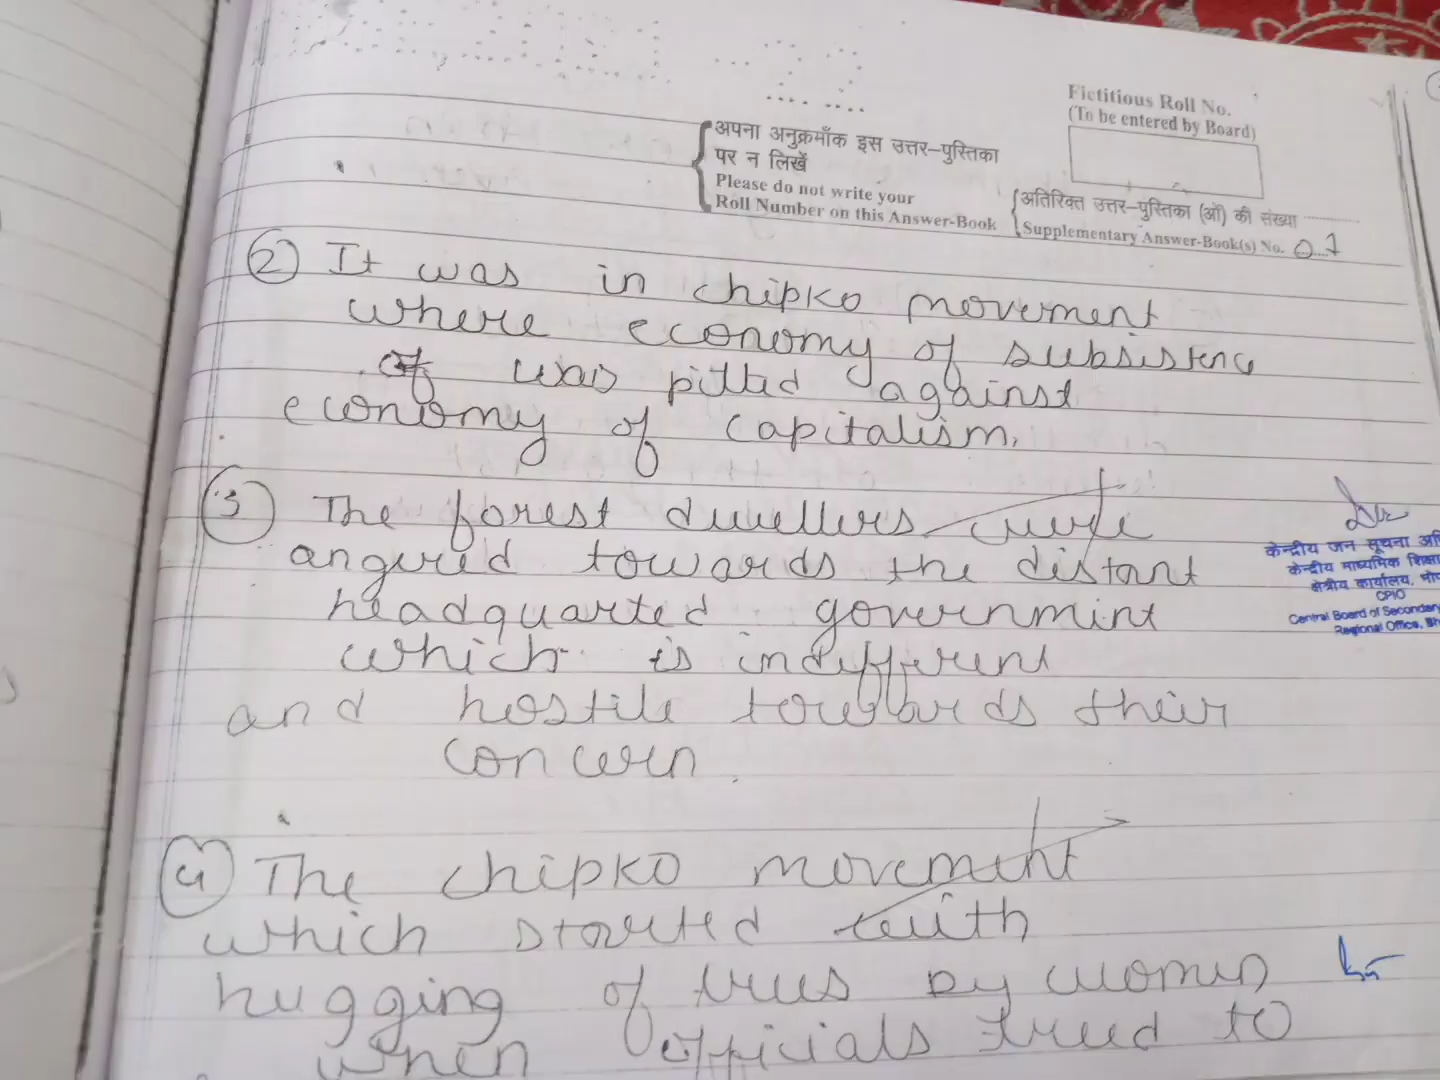 Fictitious Roll No.
(To be entered by Board)
अपना अनुक्रमाँक इस उत्तर-पुस्तिका
पर न लिखें
Please do not write your
Roll Number on this Answer-Book
अतिरिक्त उत्तर-पुस्तिका (ओं) की संख्या
Supplementary Answer-Book(s) No. 01
② It was in chipko movement
where economy of subsistence
was pitted against
economy of capitalism.
③ The forest dwellers were
angered towards the distant
headquarted government
which is indifferent
and hostile towards their
concern.
केन्द्रीय जन सूचना
केन्द्रीय माध्यमिक
क्षेत्रीय कार्यालय,
CPIO
Central Board of Secondary
Regional Office,
④ The chipko movement
which started with
hugging of trees by women
when officials tried to